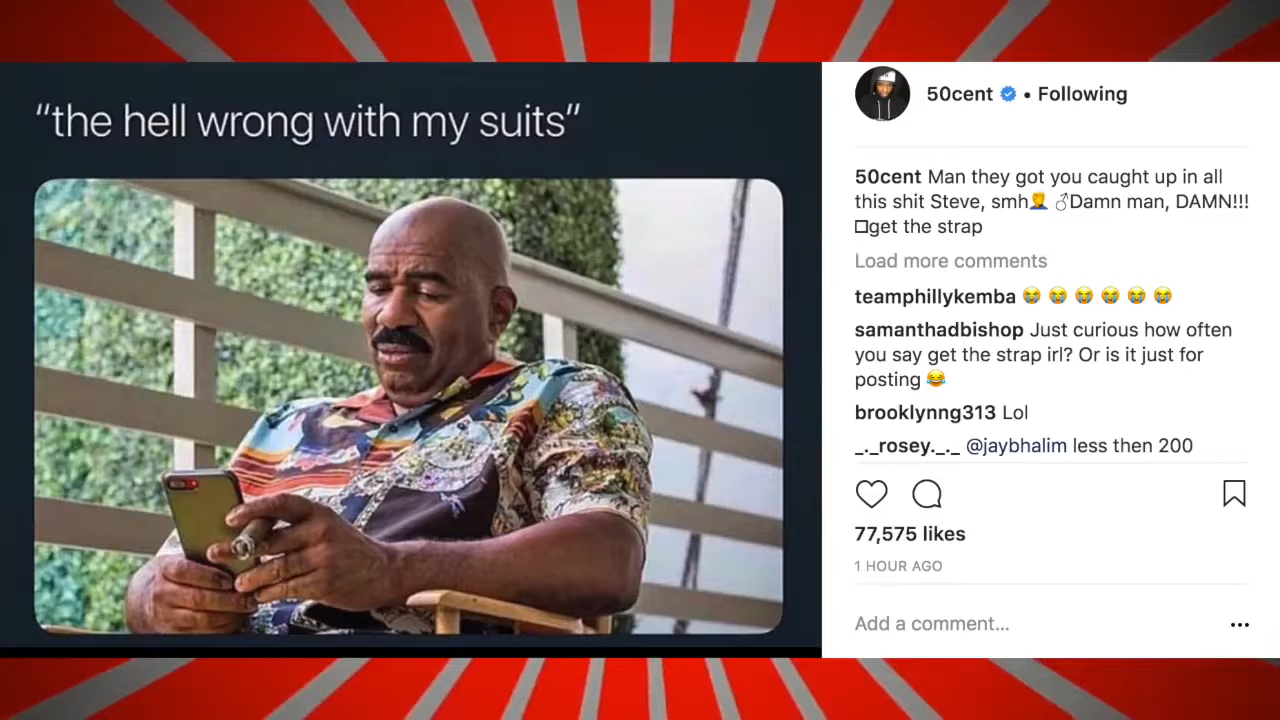 “the hell wrong with my suits”
50cent • Following
50cent Man they got you caught up in all
this shit Steve, smh🤦 ♂Damn man, DAMN!!!
□get the strap
Load more comments
teamphillykemba 😭 😭 😭 😭 😭 😭
samanthadbishop Just curious how often
you say get the strap irl? Or is it just for
posting 😂
brooklynng313 Lol
_._rosey._._ @jaybhalim less then 200
77,575 likes
1 HOUR AGO
Add a comment...